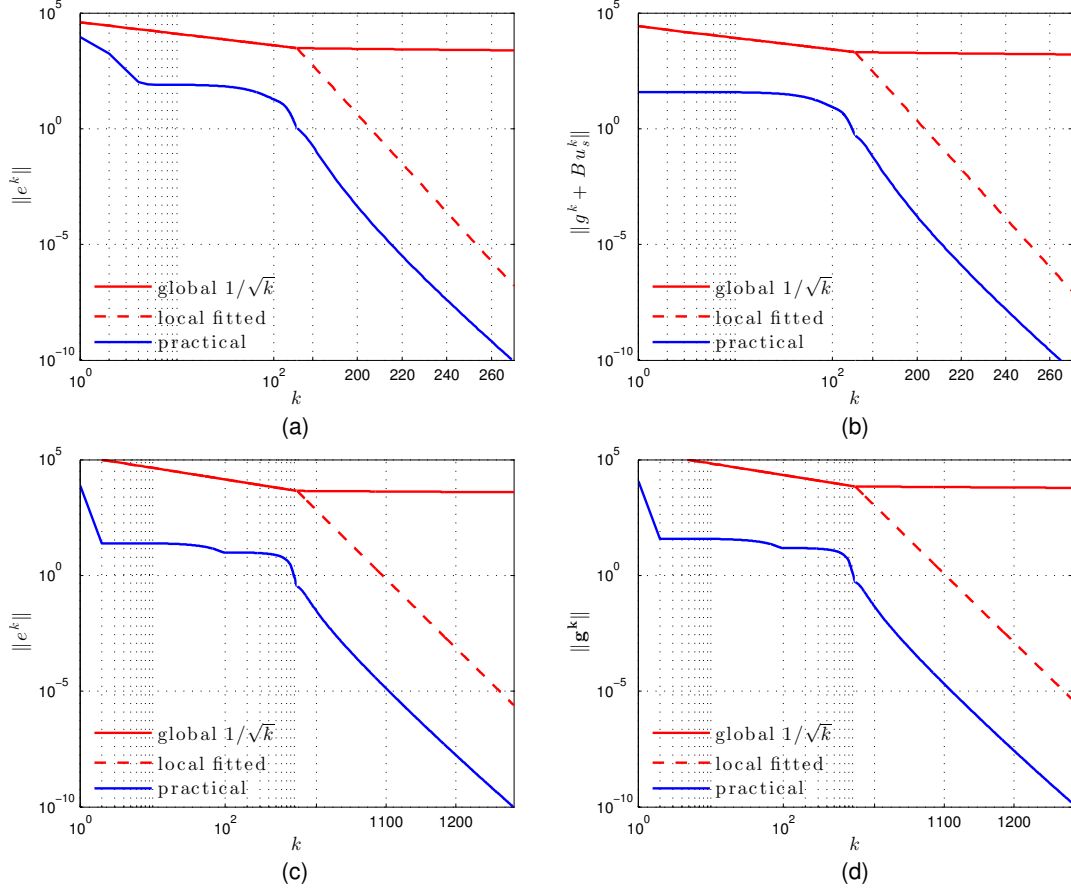 10^5
10^0
10^-5
10^-10
‖e^k‖
global 1/√k
local fitted
practical
10^0 10^2 200 220 240 260
k
(a)
10^5
10^0
10^-5
10^-10
‖g^k + Bu_s^k‖
global 1/√k
local fitted
practical
10^0 10^2 200 220 240 260
k
(b)
10^5
10^0
10^-5
10^-10
‖e^k‖
global 1/√k
local fitted
practical
10^0 10^2 1100 1200
k
(c)
10^5
10^0
10^-5
10^-10
‖g^k‖
global 1/√k
local fitted
practical
10^0 10^2 1100 1200
k
(d)